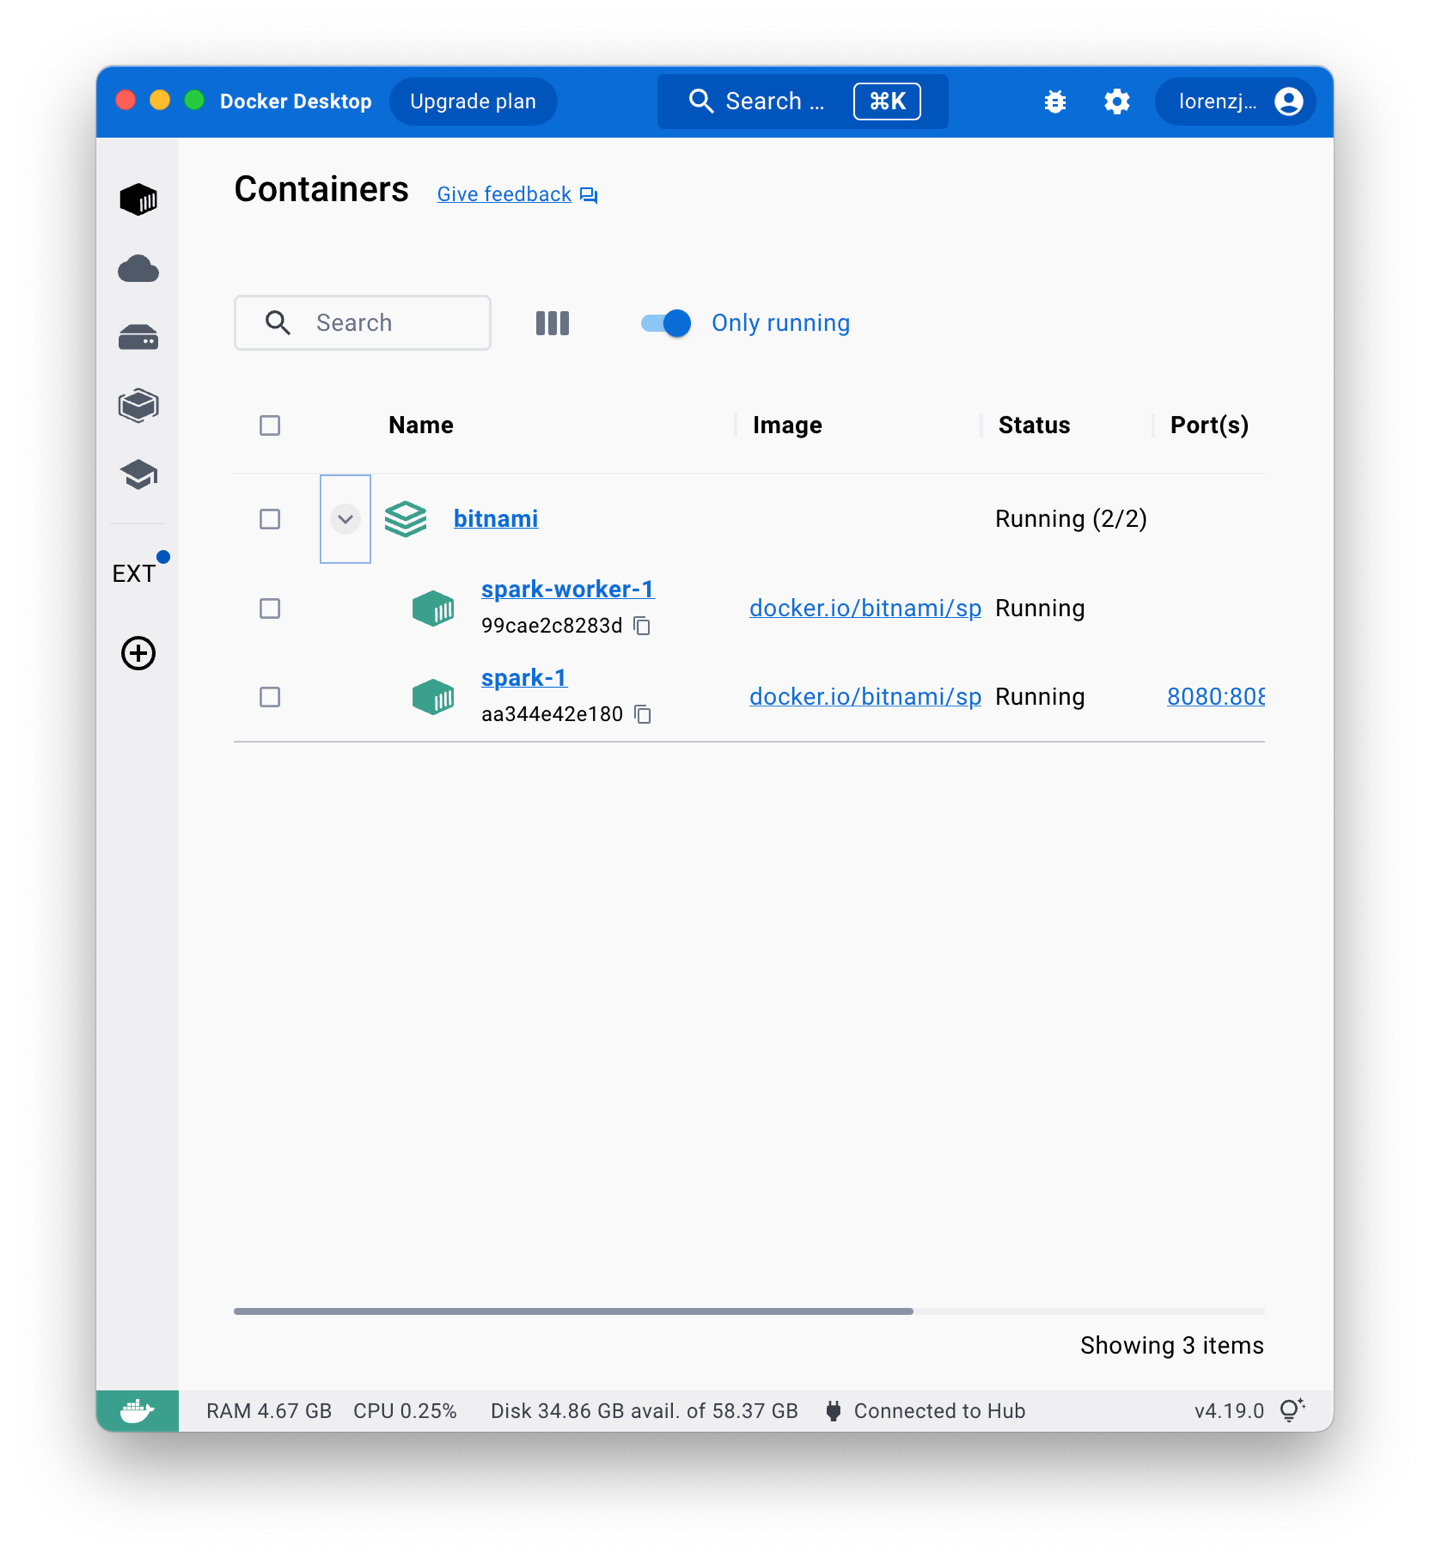 Docker Desktop Upgrade plan Search ... ⌘K lorenzj...
Containers Give feedback
Search Only running
Name Image Status Port(s)
bitnami Running (2/2)
EXT
spark-worker-1
99cae2c8283d
docker.io/bitnami/sp Running
spark-1
aa344e42e180
docker.io/bitnami/sp Running 8080:808
Showing 3 items
RAM 4.67 GB CPU 0.25% Disk 34.86 GB avail. of 58.37 GB Connected to Hub v4.19.0